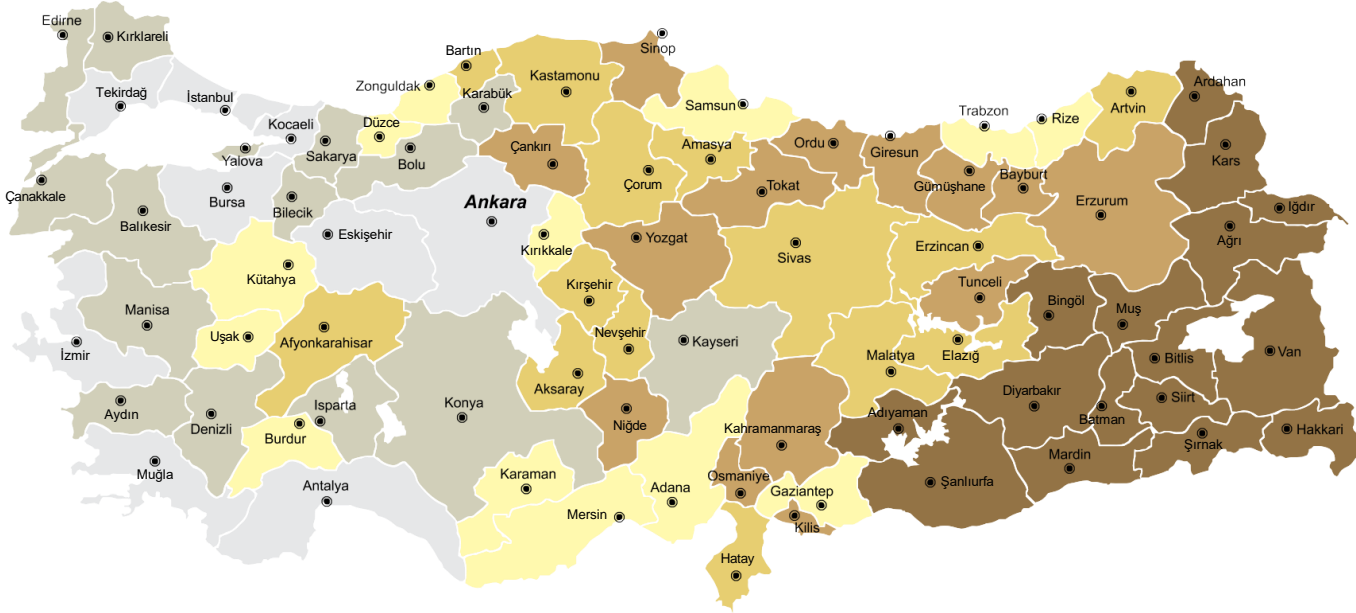 Edirne
Kırklareli
Tekirdağ
İstanbul
Kocaeli
Yalova
Sakarya
Düzce
Zonguldak
Bartın
Karabük
Kastamonu
Sinop
Samsun
Çankırı
Bolu
Çorum
Amasya
Ordu
Giresun
Trabzon
Rize
Artvin
Ardahan
Kars
Tokat
Gümüşhane
Bayburt
Erzurum
Iğdır
Ağrı
Çanakkale
Balıkesir
Bursa
Bilecik
Eskişehir
Ankara
Kırıkkale
Yozgat
Sivas
Erzincan
Tunceli
Bingöl
Muş
Kütahya
Manisa
Uşak
Afyonkarahisar
Kırşehir
Nevşehir
Kayseri
Malatya
Elazığ
Bitlis
Van
İzmir
Aydın
Denizli
Isparta
Burdur
Konya
Aksaray
Niğde
Kahramanmaraş
Adıyaman
Diyarbakır
Batman
Siirt
Şırnak
Hakkari
Muğla
Antalya
Karaman
Mersin
Adana
Osmaniye
Gaziantep
Kilis
Hatay
Şanlıurfa
Mardin